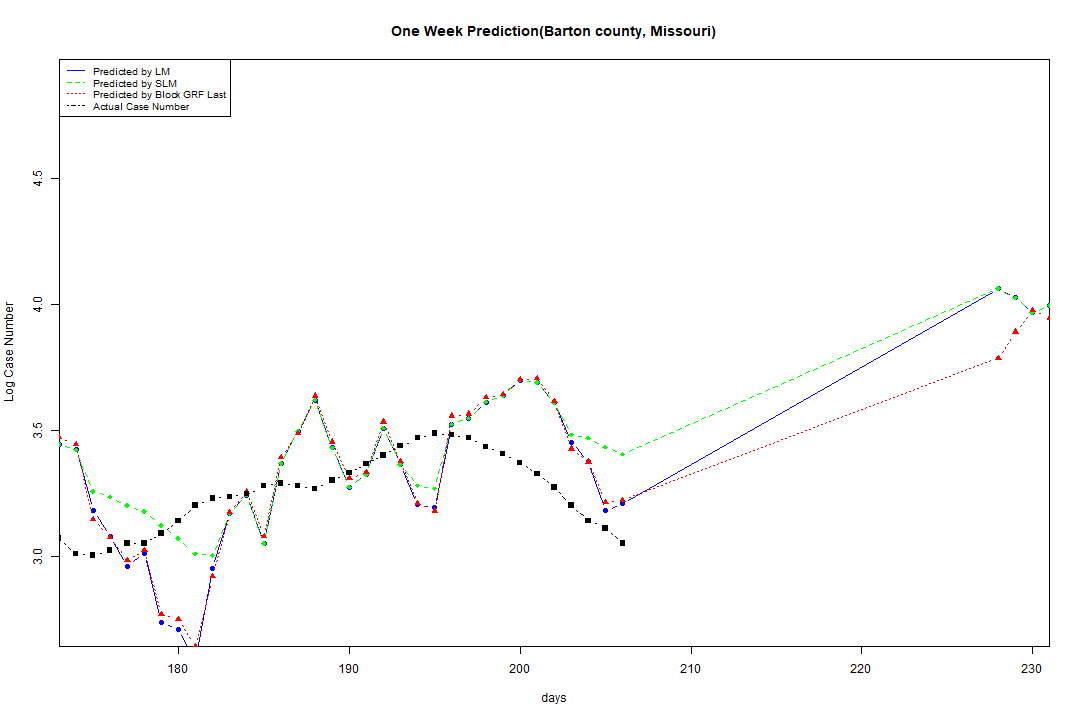 One Week Prediction(Barton county, Missouri)
Predicted by LM
Predicted by SLM
Predicted by Block GRF Last
Actual Case Number
4.5
4.0
3.5
3.0
Log Case Number
180 190 200 210 220 230
days